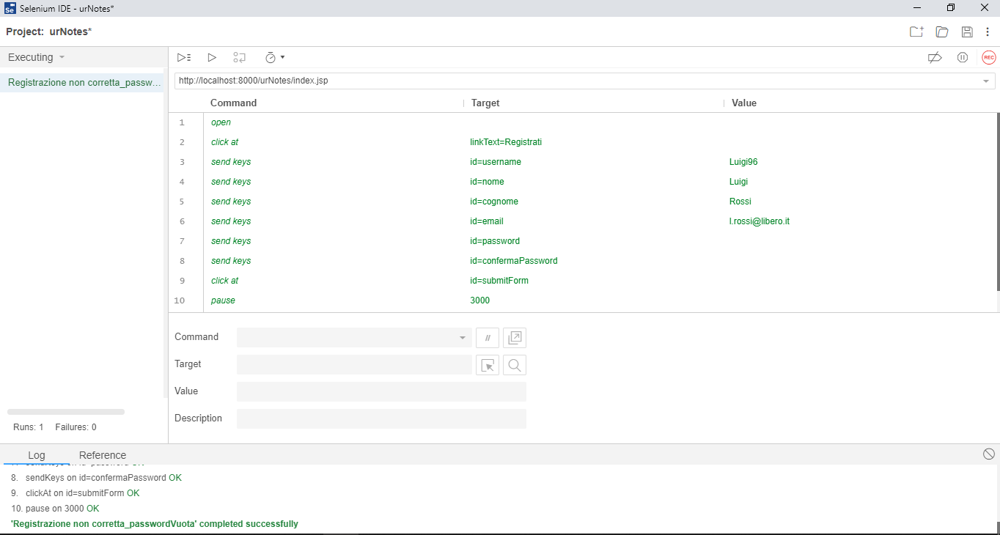 Selenium IDE - urNotes*
Project: urNotes*
Executing
Registrazione non corretta_passw...
http://localhost:8000/urNotes/index.jsp
Command Target Value
1 open
2 click at linkText=Registrati
3 send keys id=username Luigi96
4 send keys id=nome Luigi
5 send keys id=cognome Rossi
6 send keys id=email l.rossi@libero.it
7 send keys id=password
8 send keys id=confermaPassword
9 click at id=submitForm
10 pause 3000
Command //
Target
Value
Description
Runs: 1 Failures: 0
REC
Log Reference
8. sendKeys on id=confermaPassword OK
9. clickAt on id=submitForm OK
10. pause on 3000 OK
'Registrazione non corretta_passwordVuota' completed successfully